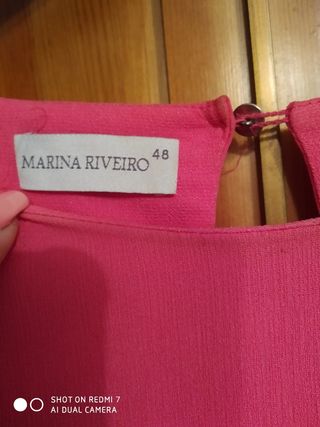 MARINA RIVEIRO 48
SHOT ON REDMI 7
AI DUAL CAMERA